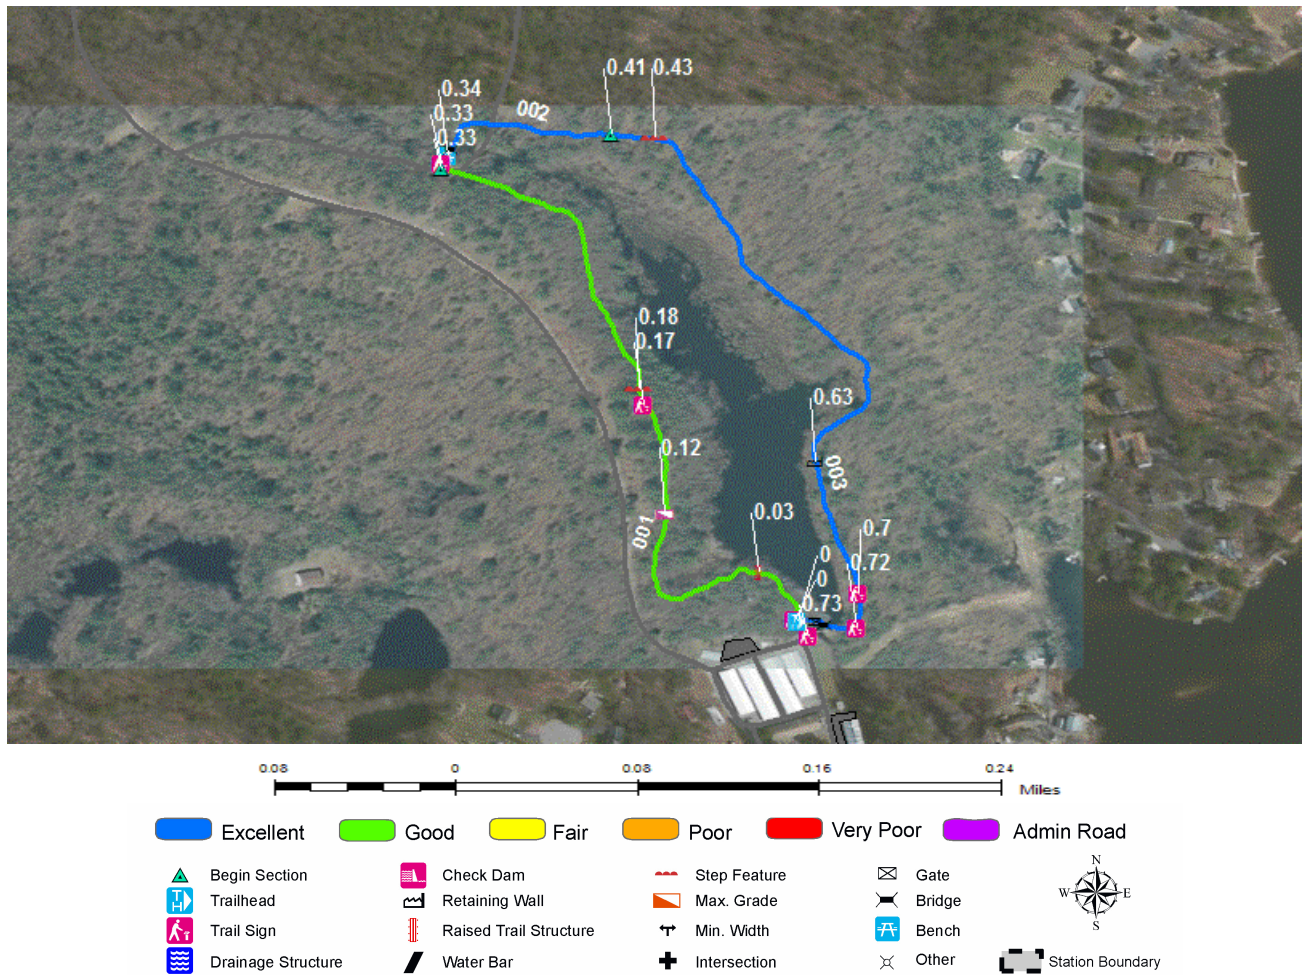 0.41 0.43
0.34
002
0.33
0.33
0.18
0.17
0.63
0.12
003
0.03
001
0.7
0
0.72
0
0.73
0.08 0 0.08 0.16 0.24
Miles
Excellent Good Fair Poor Very Poor Admin Road
Begin Section Check Dam Step Feature Gate
N
Trailhead Retaining Wall Max. Grade Bridge W E
Trail Sign Raised Trail Structure Min. Width Bench
S
Drainage Structure Water Bar Intersection Other Station Boundary